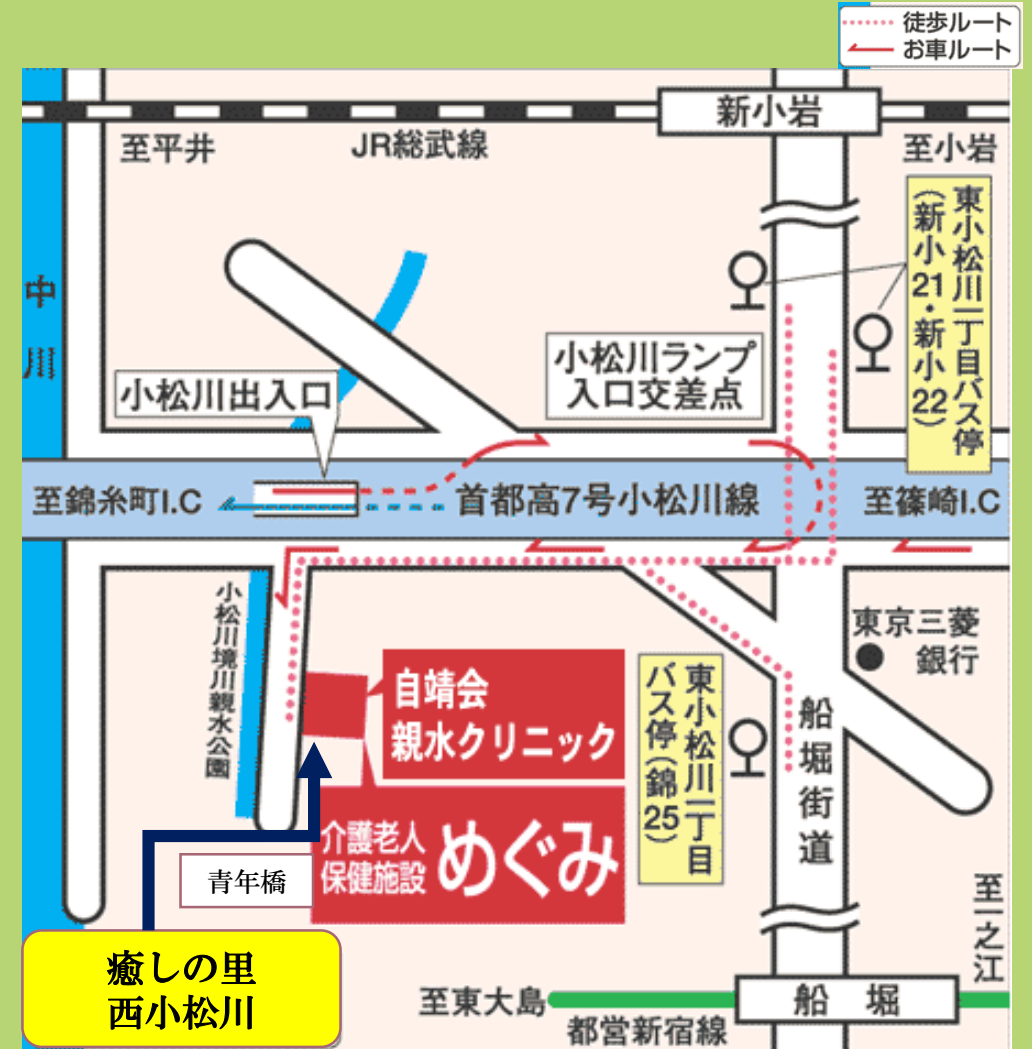 徒歩ルート
お車ルート
新小岩
至平井
JR総武線
至小岩
東小松川一丁目バス停
(新小21・新小22)
中川
小松川ランプ
入口交差点
小松川出入口
至錦糸町I.C
首都高7号小松川線
至篠崎I.C
小松川境川親水公園
東京三菱
銀行
自靖会
親水クリニック
東小松川一丁目
バス停(錦25)
船堀街道
介護老人
保健施設
めぐみ
青年橋
至一之江
癒しの里
西小松川
至東大島
船堀
都営新宿線